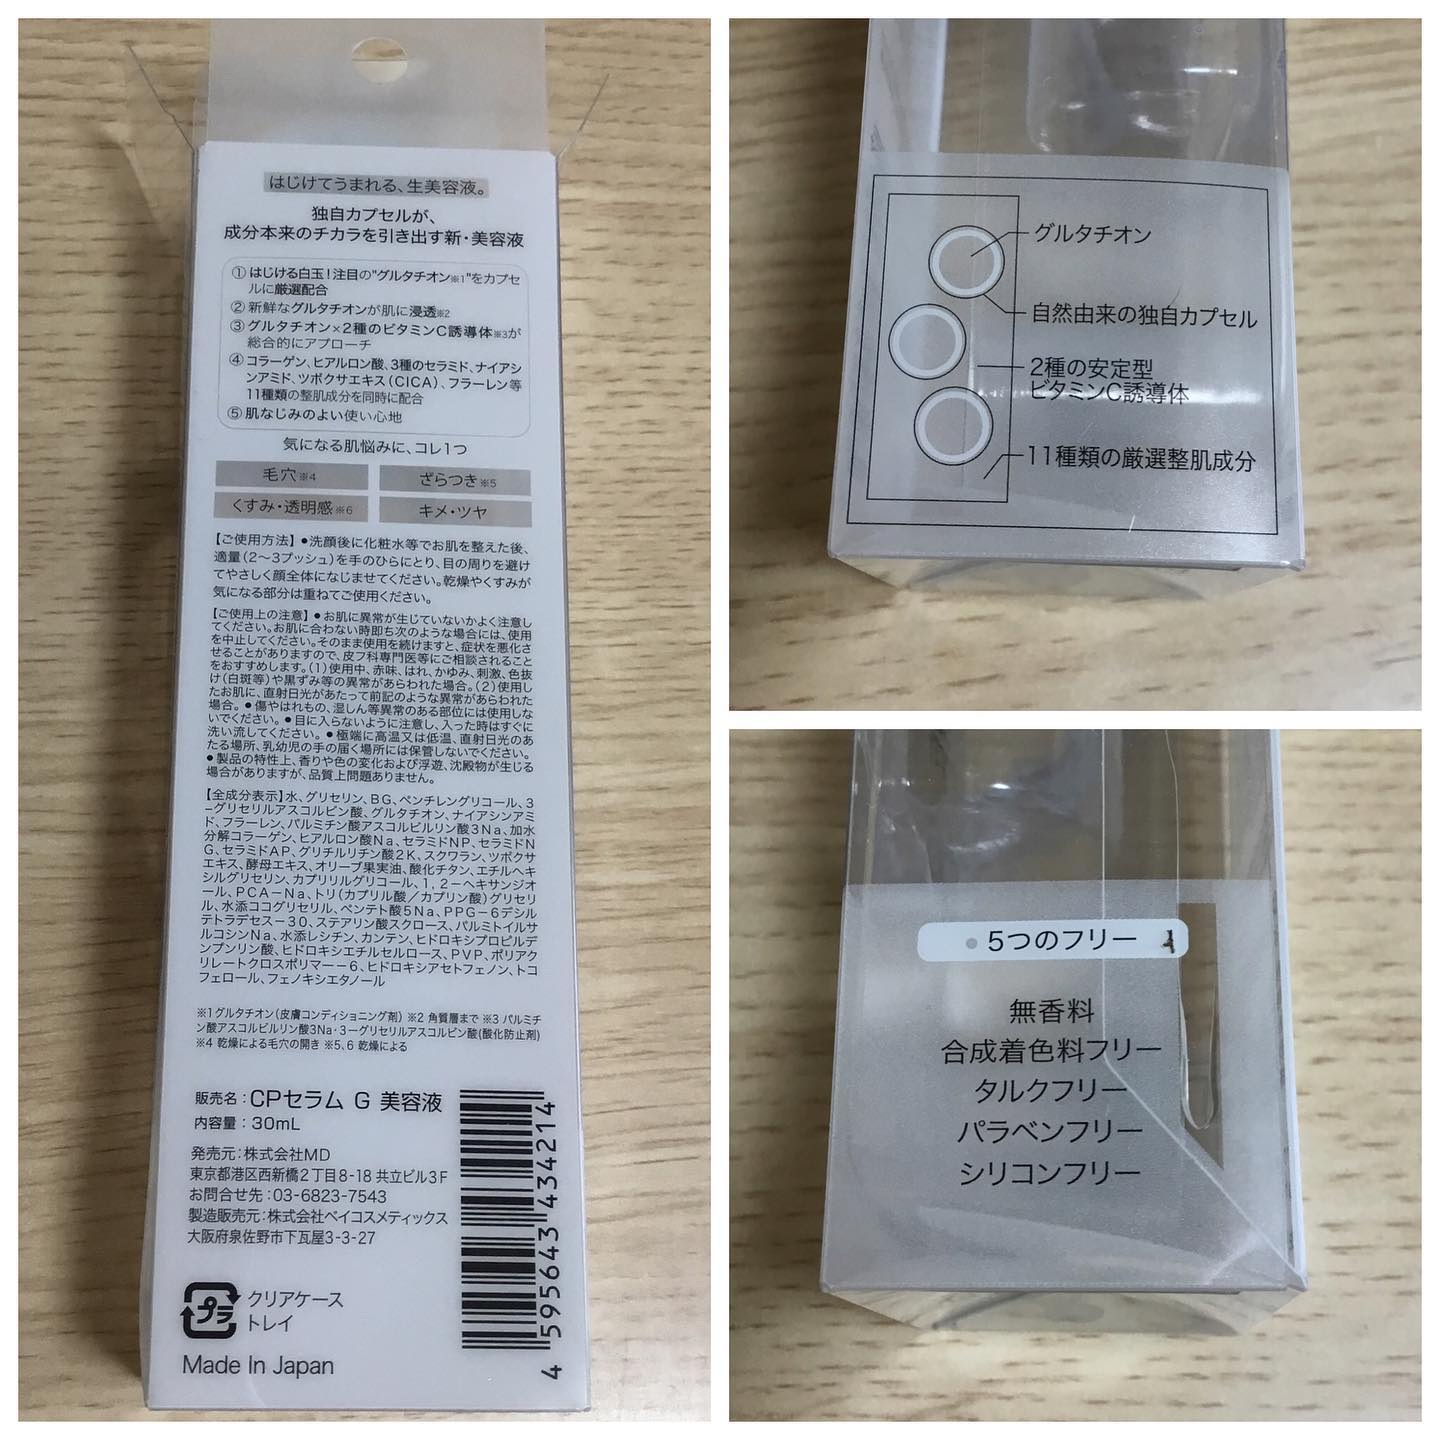 はじけてうまれる、生美容液。
独自カプセルが、
成分本来のチカラを引き出す新・美容液
① はじける白玉！注目の"グルタチオン※1"をカプセ
ルに厳選配合
② 新鮮なグルタチオンが肌に浸透※2
③ グルタチオン×2種のビタミンC誘導体※3が
総合的にアプローチ
④ コラーゲン、ヒアルロン酸、3種のセラミド、ナイアシ
ンアミド、ツボクサエキス(CICA)、フラーレン等
11種類の整肌成分を同時に配合
⑤ 肌なじみのよい使い心地
気になる肌悩みに、コレ1つ
毛穴※4 ざらつき※5
くすみ・透明感※6 キメ・ツヤ
【ご使用方法】●洗顔後に化粧水等でお肌を整えた後、
適量(2〜3プッシュ)を手のひらにとり、目の周りを避け
てやさしく顔全体になじませてください。乾燥やくすみが
気になる部分は重ねてご使用ください。
【ご使用上の注意】●お肌に異常が生じていないかよく注意し
てください。お肌に合わない時即ち次のような場合には、使用
を中止してください。そのまま使用を続けますと、症状を悪化さ
せることがありますので、皮フ科専門医等にご相談されること
をおすすめします。(1)使用中、赤味、はれ、かゆみ、刺激、色抜
け(白斑等)や黒ずみ等の異常があらわれた場合。(2)使用し
たお肌に、直射日光があたって前記のような異常があらわれた
場合。●傷やはれもの、湿しん等異常のある部位には使用しな
いでください。●目に入らないように注意し、入った時はすぐに
洗い流してください。●極端に高温又は低温、直射日光のあ
たる場所、乳幼児の手の届く場所には保管しないでください。
●製品の特性上、香りや色の変化および浮遊、沈殿物が生じる
場合がありますが、品質上問題ありません。
【全成分表示】水、グリセリン、BG、ペンチレングリコール、3
-グリセリルアスコルビン酸、グルタチオン、ナイアシンアミ
ド、フラーレン、パルミチン酸アスコルビルリン酸3Na、加水
分解コラーゲン、ヒアルロン酸Na、セラミドNP、セラミドN
G、セラミドAP、グリチルリチン酸2K、スクワラン、ツボクサ
エキス、酵母エキス、オリーブ果実油、酸化チタン、エチルヘキ
シルグリセリン、カプリリルグリコール、1,2-ヘキサンジオ
ール、PCA-Na、トリ(カプリル酸/カプリン酸)グリセリ
ル、水添ココグリセリル、ペンテト酸5Na、PPG-6デシル
テトラデセス-30、ステアリン酸スクロース、パルミトイルサ
ルコシンNa、水添レシチン、カンテン、ヒドロキシプロピルデ
ンプンリン酸、ヒドロキシエチルセルロース、PVP、ポリアク
リレートクロスポリマー-6、ヒドロキシアセトフェノン、トコ
フェロール、フェノキシエタノール
※1グルタチオン(皮膚コンディショニング剤) ※2 角質層まで ※3 パルミチ
ン酸アスコルビルリン酸3Na・3ーグリセリルアスコルビン酸(酸化防止剤)
※4 乾燥による毛穴の開き ※5、6 乾燥による
販売名：CPセラム G 美容液
内容量：30mL
発売元：株式会社MD
東京都港区西新橋2丁目8-18 共立ビル3F
お問合せ先：03-6823-7543
製造販売元：株式会社ベイコスメティックス
大阪府泉佐野市下瓦屋3-3-27
プラ
クリアケース
トレイ
Made In Japan
4 595643 434214
グルタチオン
自然由来の独自カプセル
2種の安定型
ビタミンC誘導体
11種類の厳選整肌成分
5つのフリー
無香料
合成着色料フリー
タルクフリー
パラベンフリー
シリコンフリー